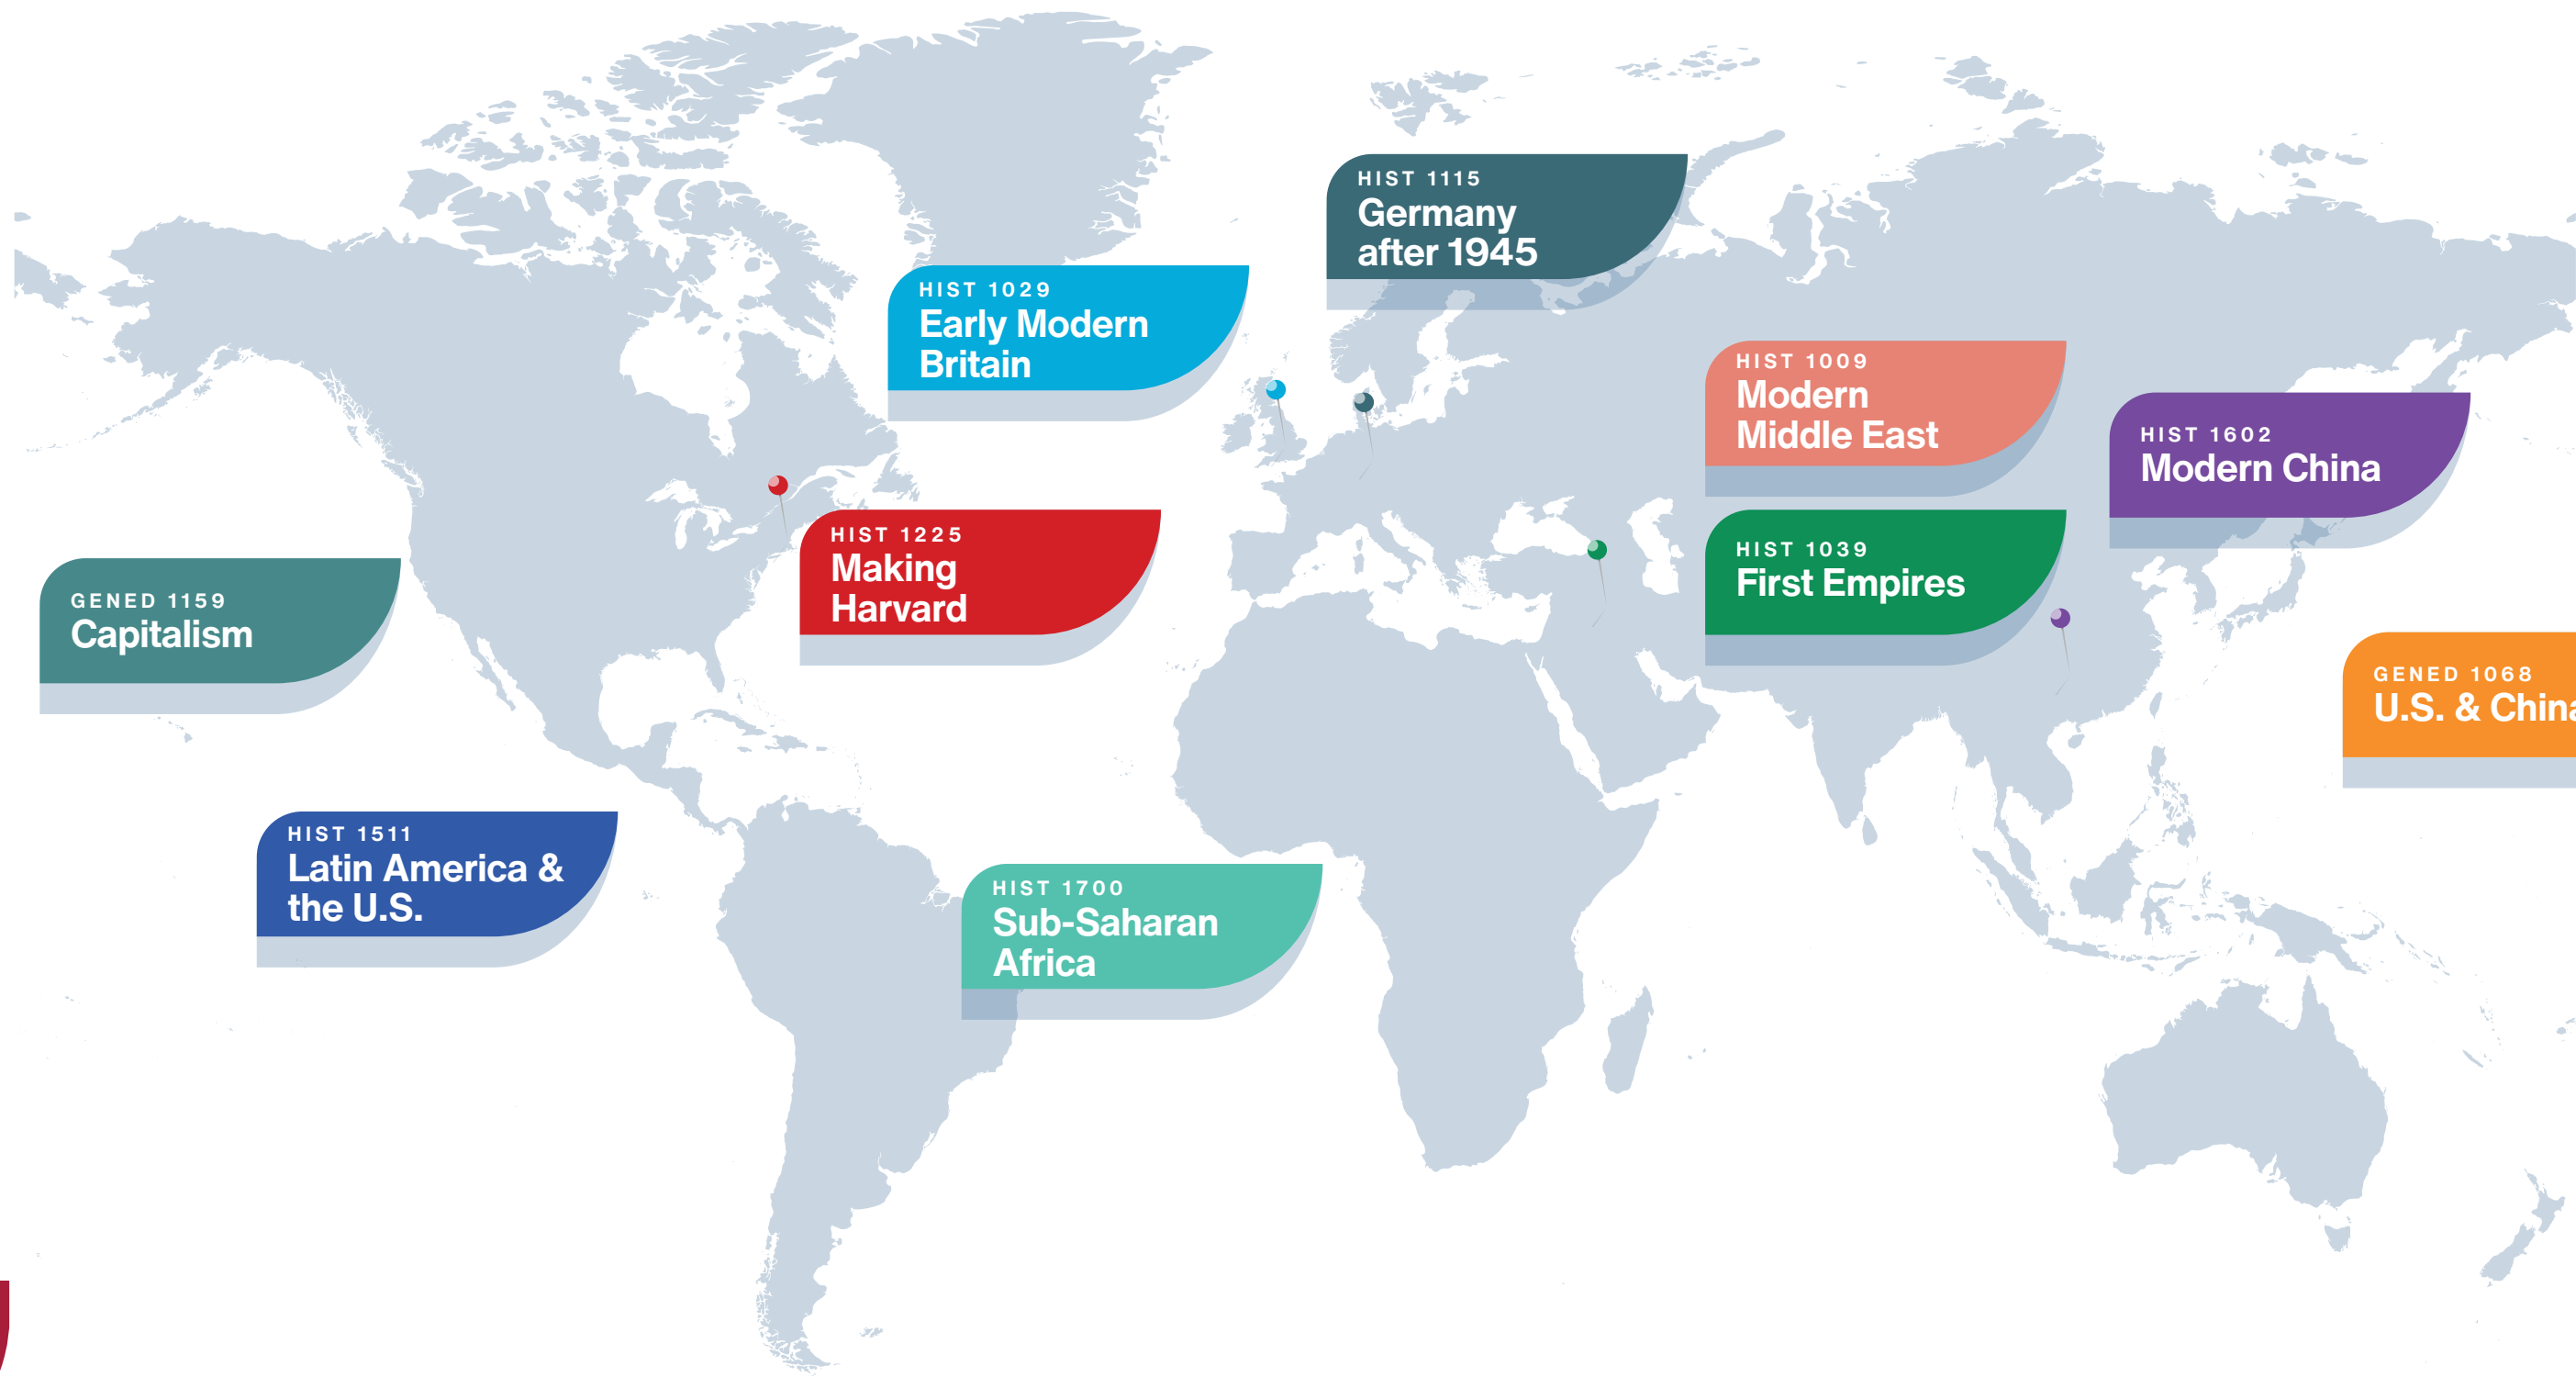 HIST 1115
Germany
after 1945
HIST 1029
Early Modern
Britain
HIST 1009
Modern
Middle East
HIST 1602
Modern China
HIST 1225
Making
Harvard
HIST 1039
First Empires
GENED 1159
Capitalism
GENED 1068
U.S. & China
HIST 1511
Latin America &
the U.S.
HIST 1700
Sub-Saharan
Africa